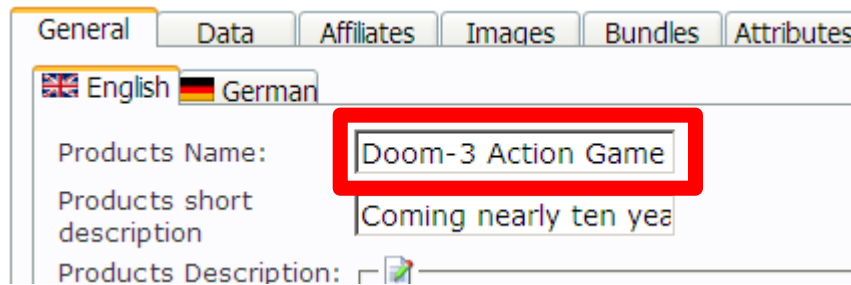 General Data Affiliates Images Bundles Attributes
English German
Products Name: Doom-3 Action Game
Products short
description
Coming nearly ten yea
Products Description: